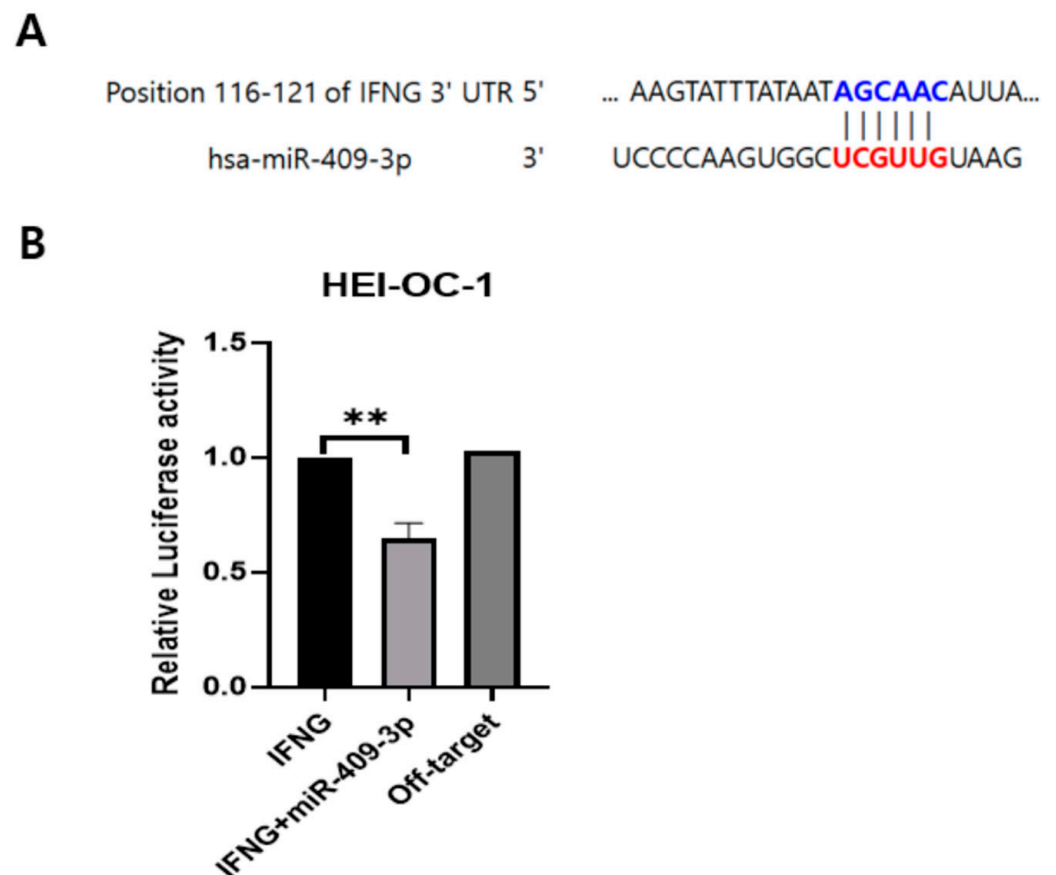 A
Position 116-121 of IFNG 3' UTR 5' ... AAGTATTTATAATAGCAACAUUA...
||||||
hsa-miR-409-3p 3' UCCCCAAGUGGCUCGUUGUAAG
B
HEI-OC-1
Relative Luciferase activity
1.5
**
1.0
0.5
0.0
IFNG
IFNG+miR-409-3p
Off-target